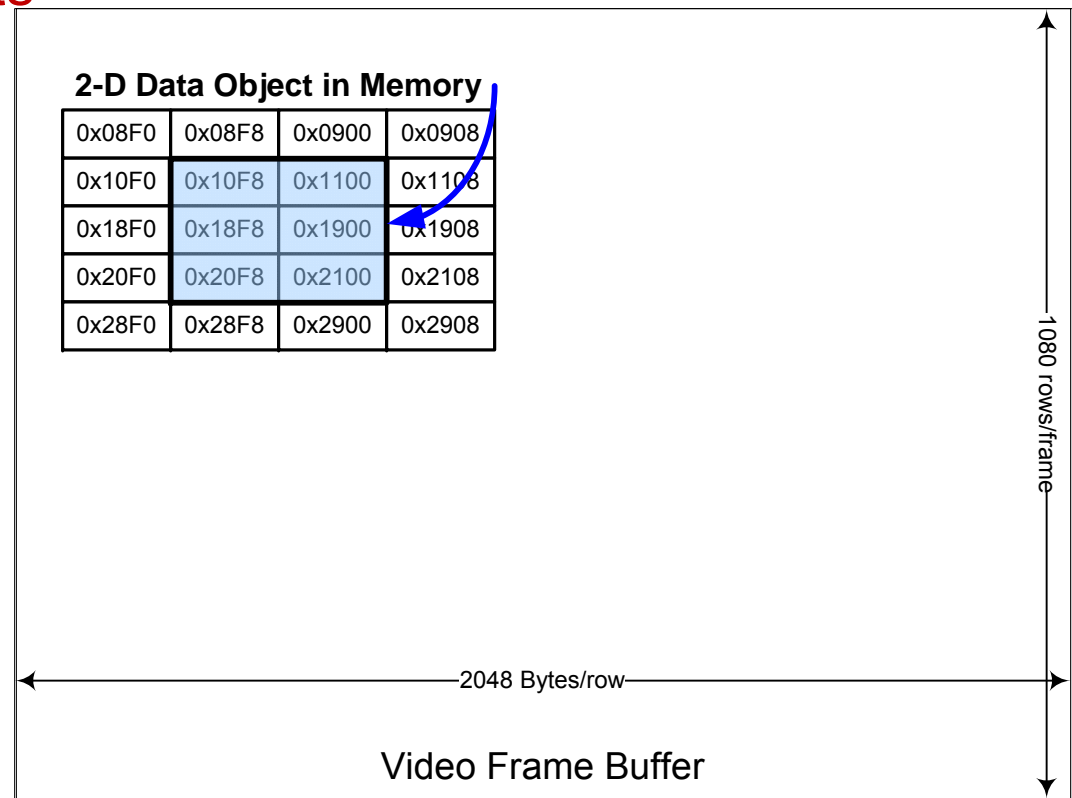 2-D Data Object in Memory
0x08F0 0x08F8 0x0900 0x0908
0x10F0 0x10F8 0x1100 0x1108
0x18F0 0x18F8 0x1900 0x1908
0x20F0 0x20F8 0x2100 0x2108
0x28F0 0x28F8 0x2900 0x2908
1080 rows/frame
2048 Bytes/row
Video Frame Buffer